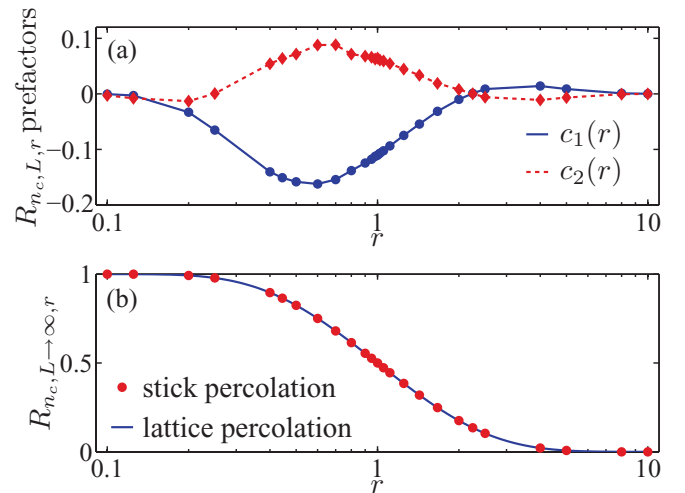 (a)
R_{n_c,L,r} prefactors
0.1
0
−0.1
−0.2
c_1(r)
c_2(r)
0.1
1
10
r
(b)
R_{n_c,L→∞,r}
1
0.5
0
stick percolation
lattice percolation
0.1
1
10
r